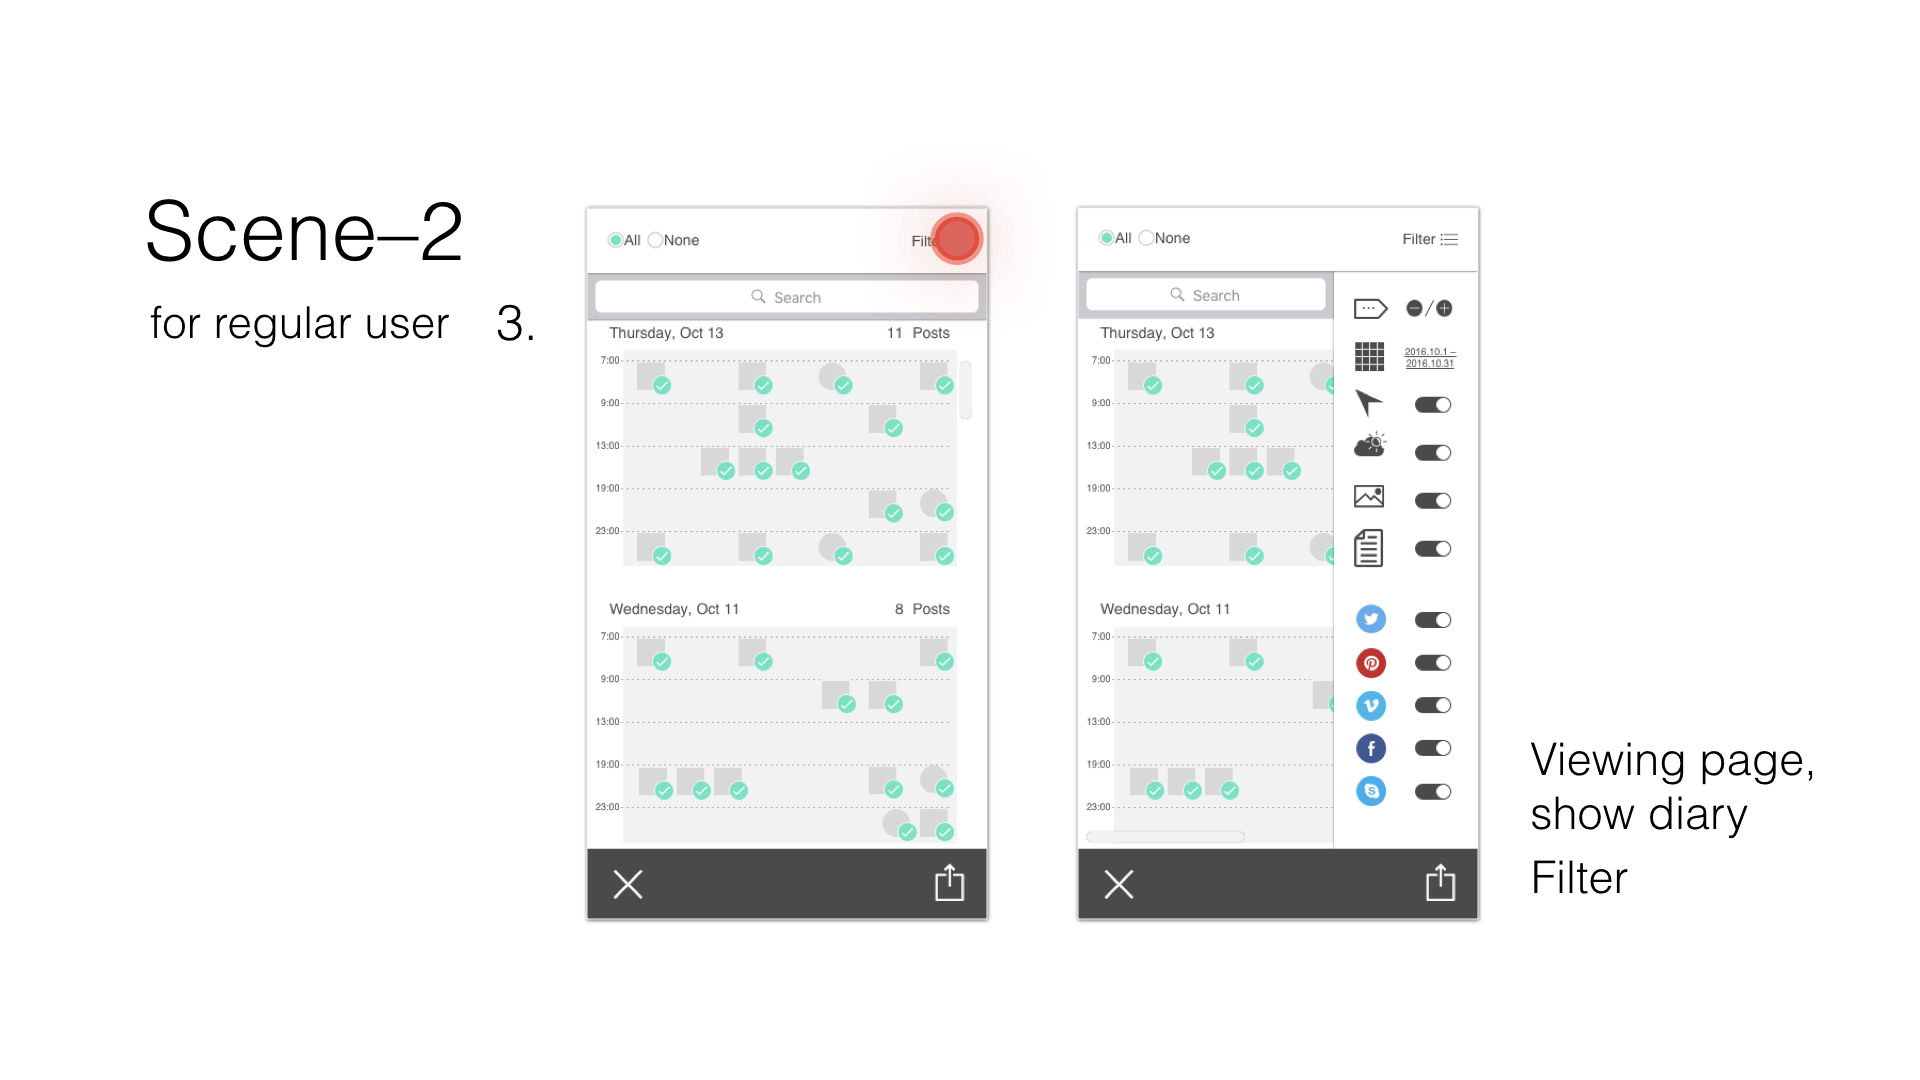 Scene–2
for regular user 3.
All None Filte
Search
Thursday, Oct 13 11 Posts
7:00
9:00
13:00
19:00
23:00
Wednesday, Oct 11 8 Posts
7:00
9:00
13:00
19:00
23:00
All None Filter
Search
Thursday, Oct 13
7:00
9:00
13:00
19:00
23:00
Wednesday, Oct 11
7:00
9:00
13:00
19:00
23:00
2016.10.1 –
2016.10.31
Viewing page,
show diary
Filter